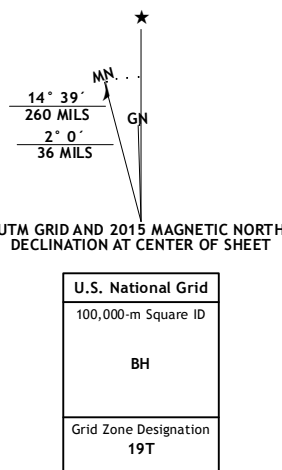 MN
GN
14° 39´
260 MILS
2° 0´
36 MILS
UTM GRID AND 2015 MAGNETIC NORTH
DECLINATION AT CENTER OF SHEET
U.S. National Grid
100,000-m Square ID
BH
Grid Zone Designation
19T